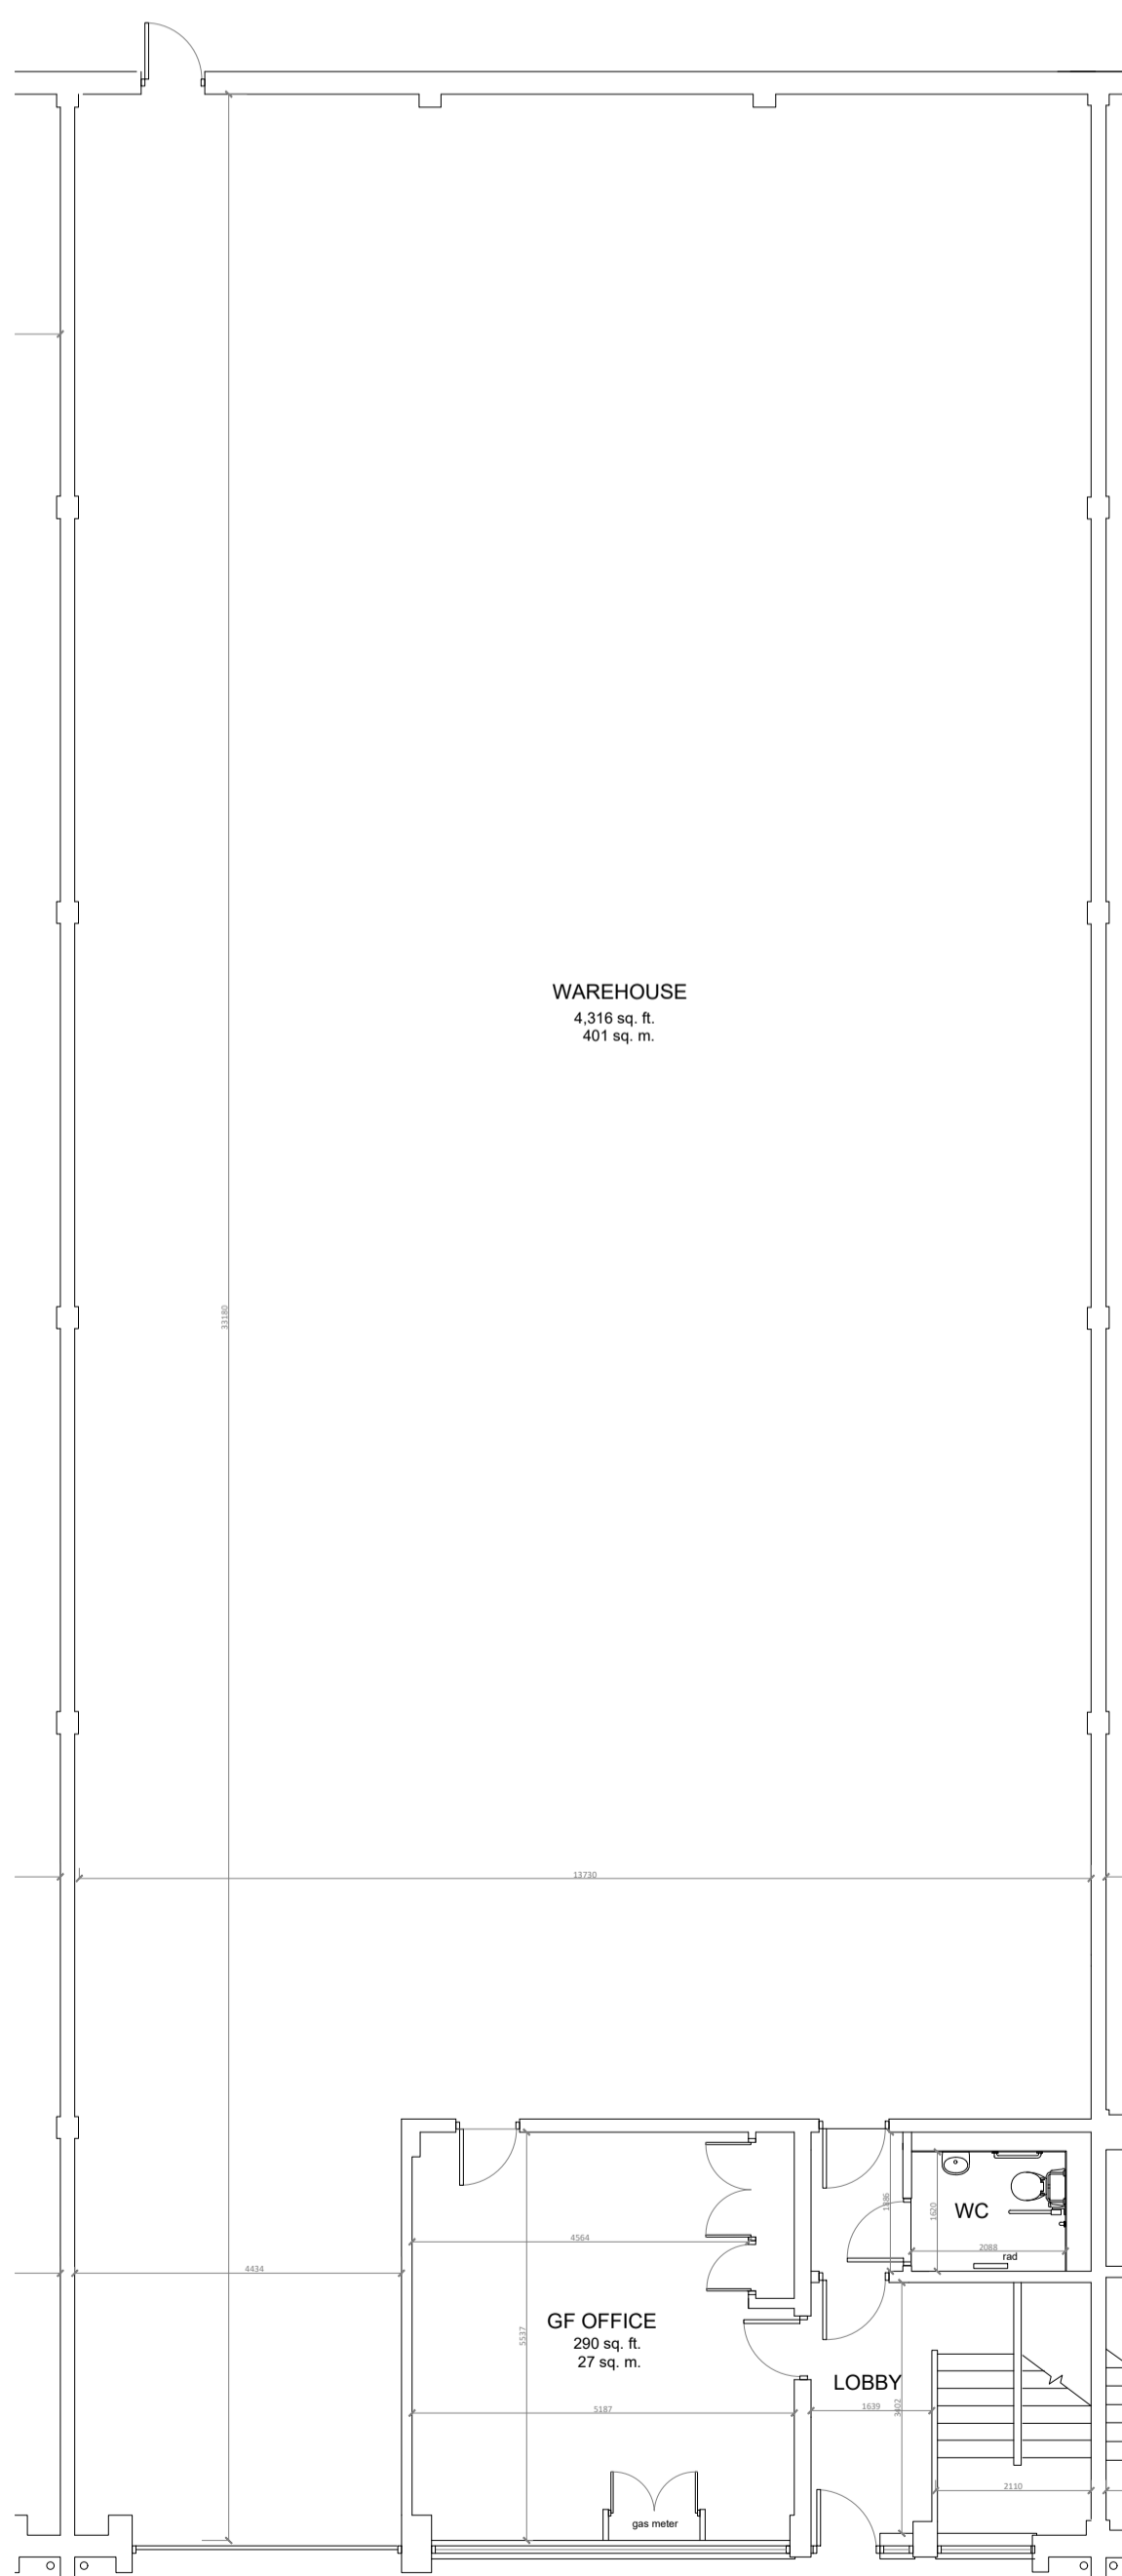 WAREHOUSE
4,316 sq. ft.
401 sq. m.
33180
13730
1886
1620
WC
2088
rad
4564
4434
GF OFFICE
290 sq. ft.
27 sq. m.
5537
LOBBY
5187
1639
3402
2110
gas meter